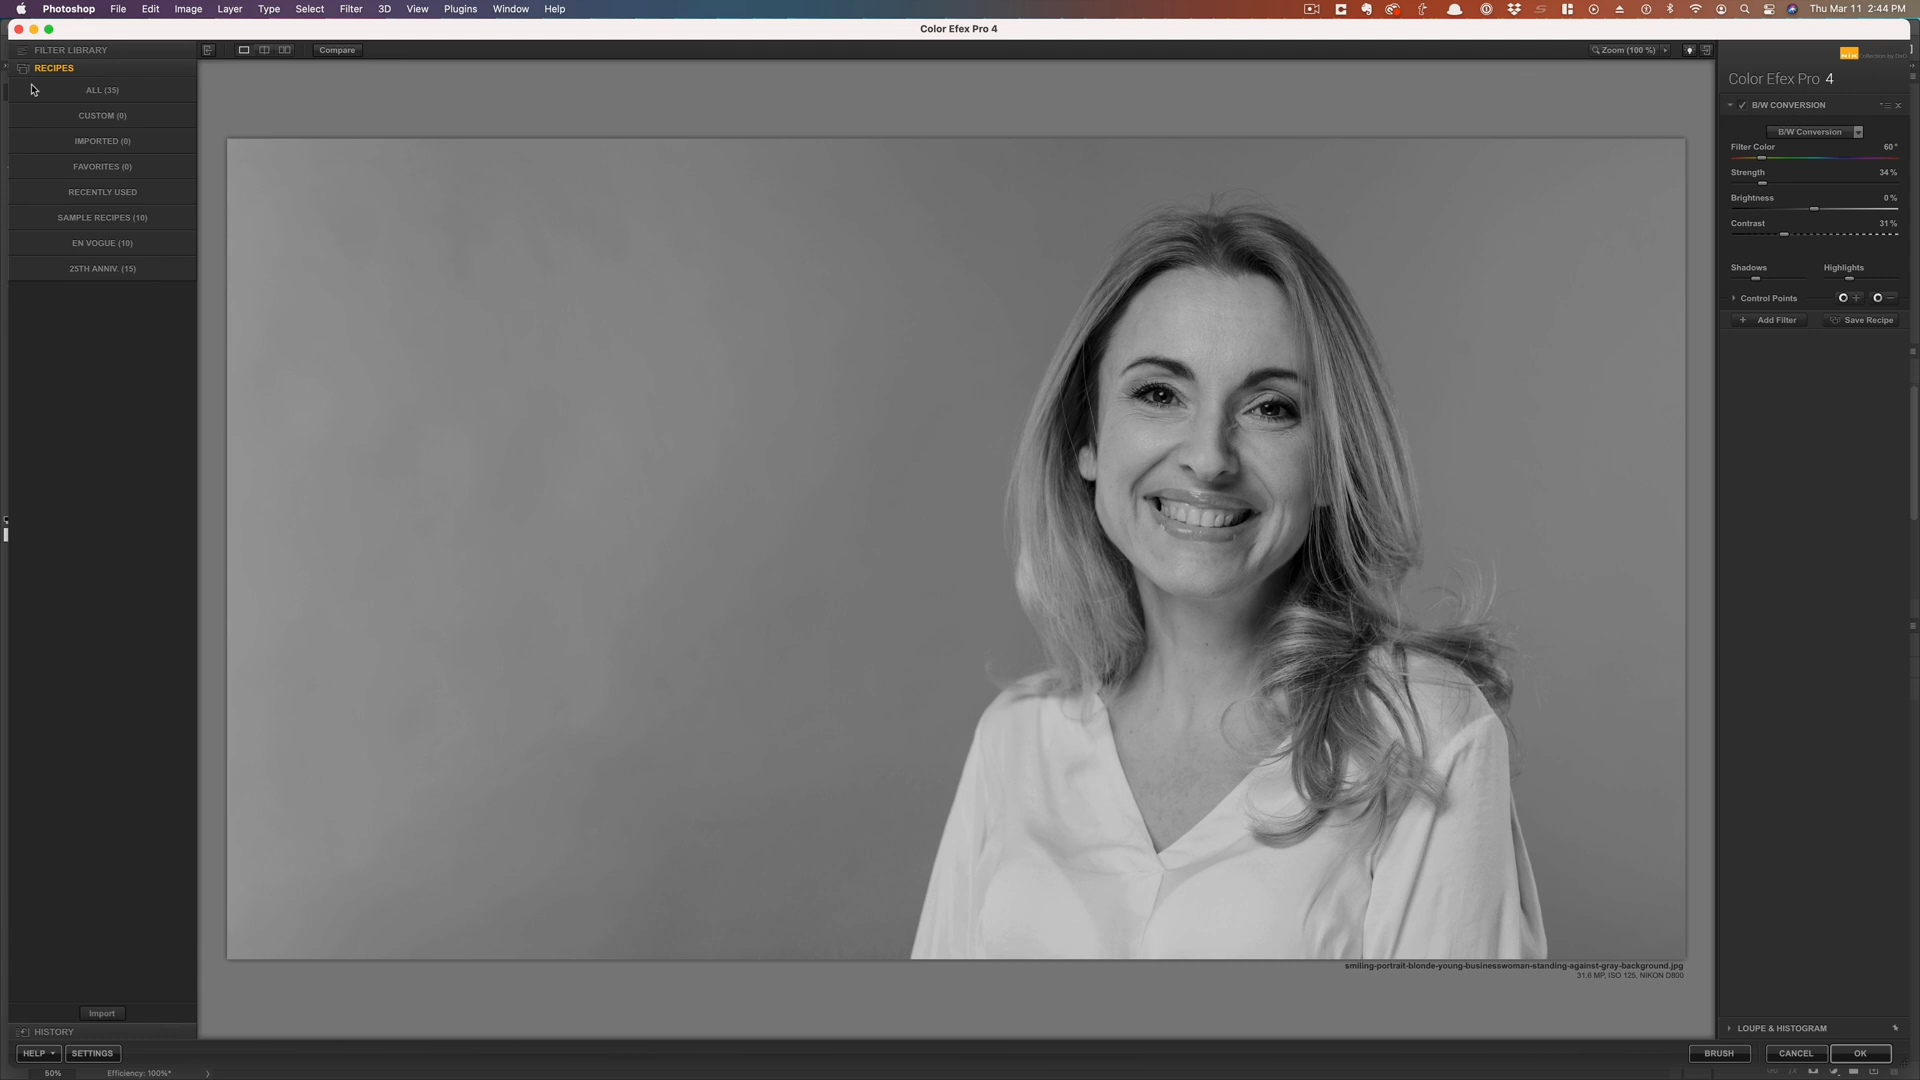 Photoshop File Edit Image Layer Type Select Filter 3D View Plugins Window Help Thu Mar 11 2:44 PM
Color Efex Pro 4
FILTER LIBRARY
Compare
Zoom (100 %)
RECIPES
ALL (35)
CUSTOM (0)
IMPORTED (0)
FAVORITES (0)
RECENTLY USED
SAMPLE RECIPES (10)
EN VOGUE (10)
25TH ANNIV. (15)
Import
HISTORY
HELP
SETTINGS
50%
Efficiency: 100%*
smiling-portrait-blonde-young-businesswoman-standing-against-gray-background.jpg
31.6 MP, ISO 125, NIKON D800
Collection by DxO
Color Efex Pro 4
B/W CONVERSION
B/W Conversion
Filter Color 60°
Strength 34%
Brightness 0%
Contrast 31%
Shadows Highlights
Control Points
Add Filter Save Recipe
LOUPE & HISTOGRAM
BRUSH CANCEL OK